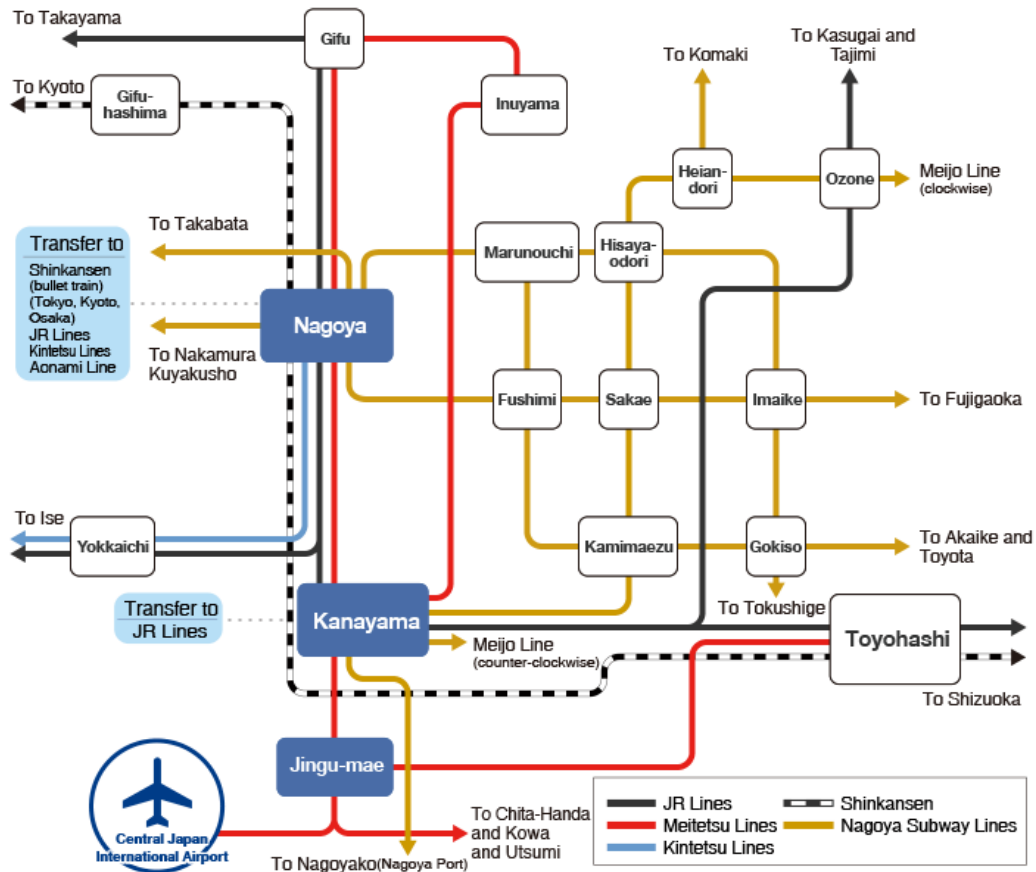 To Takayama
Gifu
To Kyoto
Gifu-
hashima
Inuyama
To Komaki
To Kasugai and
Tajimi
Heian-
dori
Ozone
Meijo Line
(clockwise)
To Takabata
Marunouchi
Hisaya-
odori
Transfer to
Shinkansen
(bullet train)
(Tokyo, Kyoto,
Osaka)
JR Lines
Kintetsu Lines
Aonami Line
Nagoya
To Nakamura
Kuyakusho
Fushimi
Sakae
Imaike
To Fujigaoka
To Ise
Yokkaichi
Kamimaezu
Gokiso
To Akaike and
Toyota
Transfer to
JR Lines
Kanayama
To Tokushige
Meijo Line
(counter-clockwise)
Toyohashi
To Shizuoka
Jingu-mae
Central Japan
International Airport
To Chita-Handa
and Kowa
and Utsumi
To Nagoyako(Nagoya Port)
JR Lines
Shinkansen
Meitetsu Lines
Nagoya Subway Lines
Kintetsu Lines